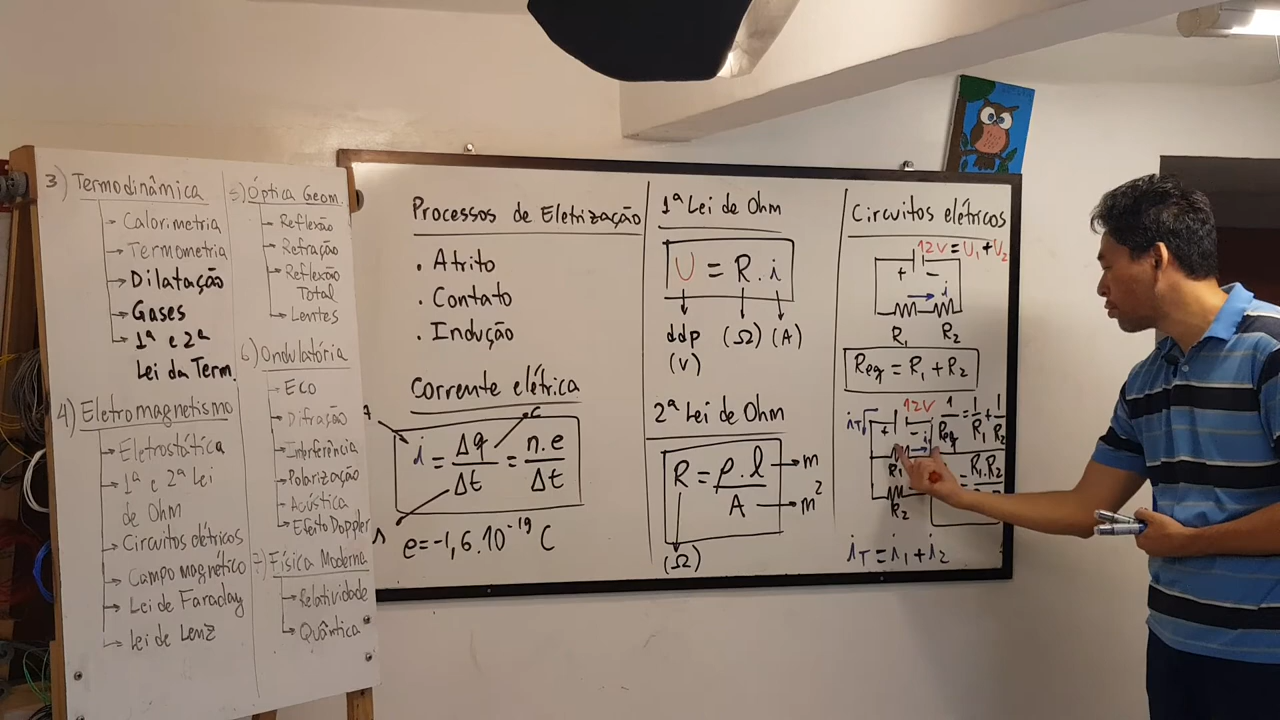 3) Termodinâmica
Calorimetria
Termometria
Dilatação
Gases
1ª e 2ª
Lei da Term.
4) Eletromagnetismo
Eletrostática
1ª e 2ª Lei
de Ohm
Circuitos elétricos
Campo magnético
Lei de Faraday
Lei de Lenz
5) Óptica Geom.
Reflexão
Refração
Reflexão
Total
Lentes
6) Ondulatória
Eco
Difração
Interferência
Polarização
Acústica
Efeito Doppler
7) Física Moderna
Relatividade
Quântica
Processos de Eletrização
. Atrito
. Contato
. Indução
Corrente elétrica
C
i = Δq/Δt = n.e/Δt
e=-1,6.10⁻¹⁹ C
1ª Lei de Ohm
U = R.i
ddp (Ω) (A)
(V)
2ª Lei de Ohm
R = ρ.l/A
m
m²
(Ω)
Circuitos elétricos
12V = U₁ + U₂
+ -
i
R₁ R₂
Req = R₁ + R₂
iT
12V
+ -
1/Req = 1/R₁ + 1/R₂
i₁
R₁
R₂
= R₁.R₂
iT = i₁ + i₂